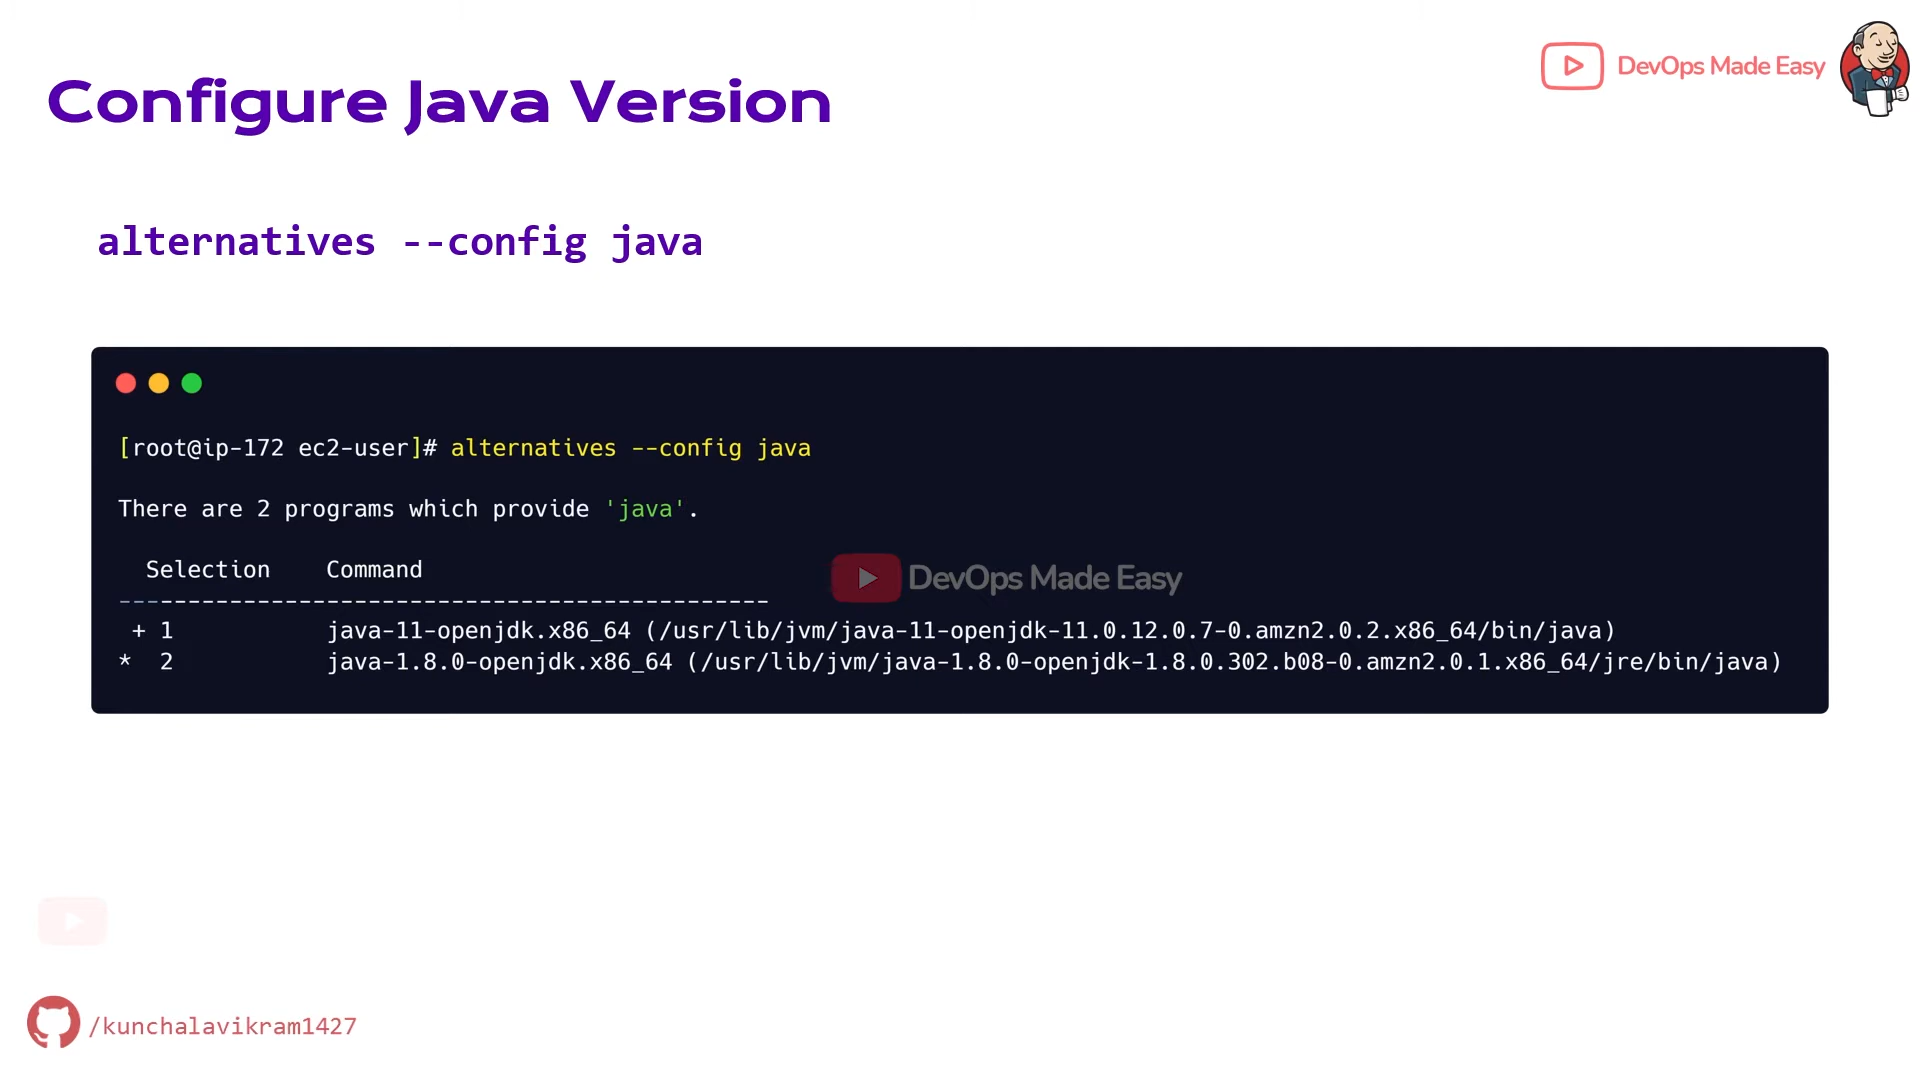 DevOps Made Easy
Configure Java Version
alternatives --config java
[root@ip-172 ec2-user]# alternatives --config java
There are 2 programs which provide 'java'.
  Selection    Command
-----------------------------------------------
 + 1           java-11-openjdk.x86_64 (/usr/lib/jvm/java-11-openjdk-11.0.12.0.7-0.amzn2.0.2.x86_64/bin/java)
*  2           java-1.8.0-openjdk.x86_64 (/usr/lib/jvm/java-1.8.0-openjdk-1.8.0.302.b08-0.amzn2.0.1.x86_64/jre/bin/java)
DevOps Made Easy
/kunchalavikram1427